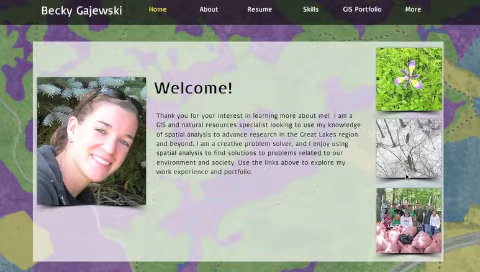 Becky Gajewski
Home About Resume Skills GIS Portfolio More
Welcome!
Thank you for your interest in learning more about me! I am a
GIS and natural resources specialist looking to use my knowledge
of spatial analysis to advance research in the Great Lakes region
and beyond. I am a creative problem solver, and I enjoy using
spatial analysis to find solutions to problems related to our
environment and society. Use the links above to explore my
work experience and portfolio.